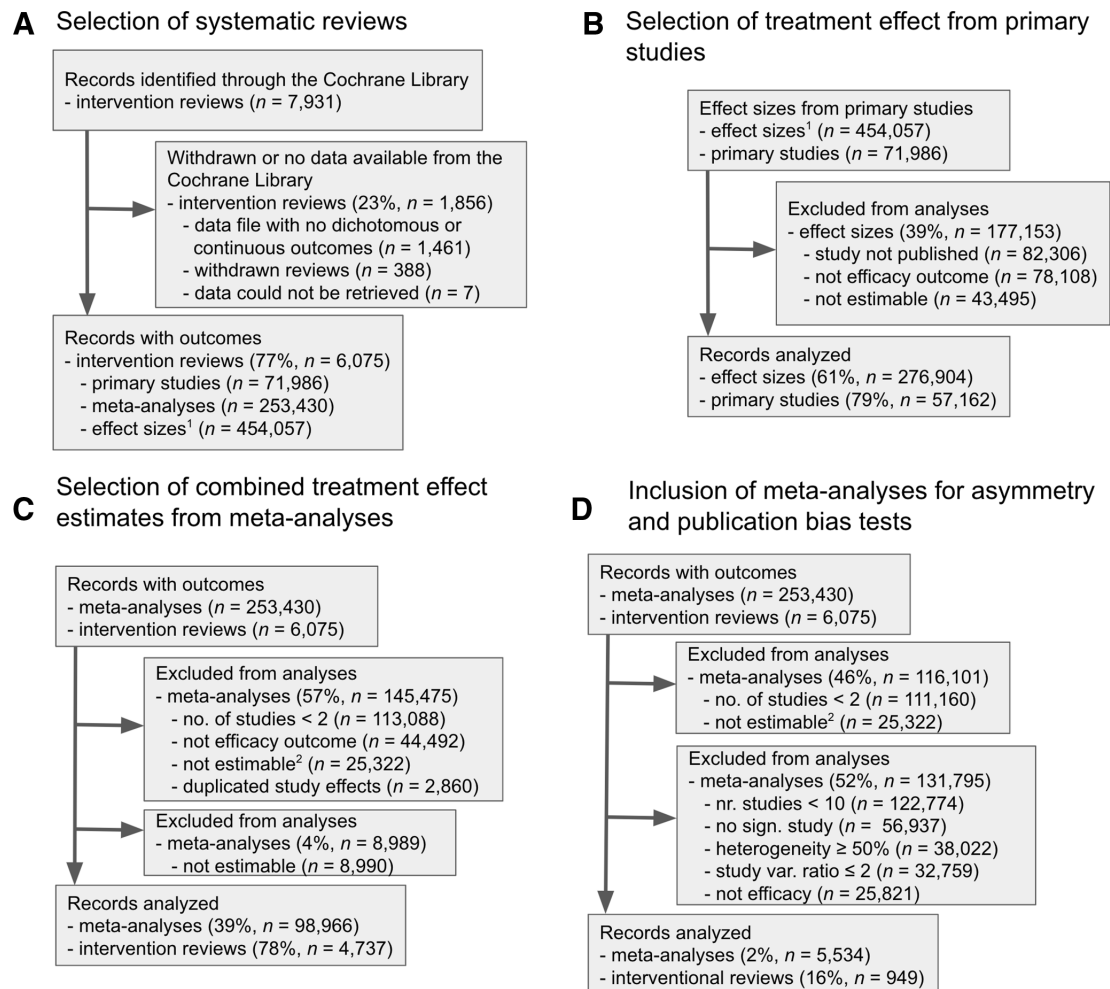 A Selection of systematic reviews
Records identified through the Cochrane Library
- intervention reviews (n = 7,931)
Withdrawn or no data available from the
Cochrane Library
- intervention reviews (23%, n = 1,856)
- data file with no dichotomous or
continuous outcomes (n = 1,461)
- withdrawn reviews (n = 388)
- data could not be retrieved (n = 7)
Records with outcomes
- intervention reviews (77%, n = 6,075)
- primary studies (n = 71,986)
- meta-analyses (n = 253,430)
- effect sizes¹ (n = 454,057)
B Selection of treatment effect from primary
studies
Effect sizes from primary studies
- effect sizes¹ (n = 454,057)
- primary studies (n = 71,986)
Excluded from analyses
- effect sizes (39%, n = 177,153)
- study not published (n = 82,306)
- not efficacy outcome (n = 78,108)
- not estimable (n = 43,495)
Records analyzed
- effect sizes (61%, n = 276,904)
- primary studies (79%, n = 57,162)
C Selection of combined treatment effect
estimates from meta-analyses
Records with outcomes
- meta-analyses (n = 253,430)
- intervention reviews (n = 6,075)
Excluded from analyses
- meta-analyses (57%, n = 145,475)
- no. of studies < 2 (n = 113,088)
- not efficacy outcome (n = 44,492)
- not estimable² (n = 25,322)
- duplicated study effects (n = 2,860)
Excluded from analyses
- meta-analyses (4%, n = 8,989)
- not estimable (n = 8,990)
Records analyzed
- meta-analyses (39%, n = 98,966)
- intervention reviews (78%, n = 4,737)
D Inclusion of meta-analyses for asymmetry
and publication bias tests
Records with outcomes
- meta-analyses (n = 253,430)
- intervention reviews (n = 6,075)
Excluded from analyses
- meta-analyses (46%, n = 116,101)
- no. of studies < 2 (n = 111,160)
- not estimable² (n = 25,322)
Excluded from analyses
- meta-analyses (52%, n = 131,795)
- nr. studies < 10 (n = 122,774)
- no sign. study (n = 56,937)
- heterogeneity ≥ 50% (n = 38,022)
- study var. ratio ≤ 2 (n = 32,759)
- not efficacy (n = 25,821)
Records analyzed
- meta-analyses (2%, n = 5,534)
- interventional reviews (16%, n = 949)